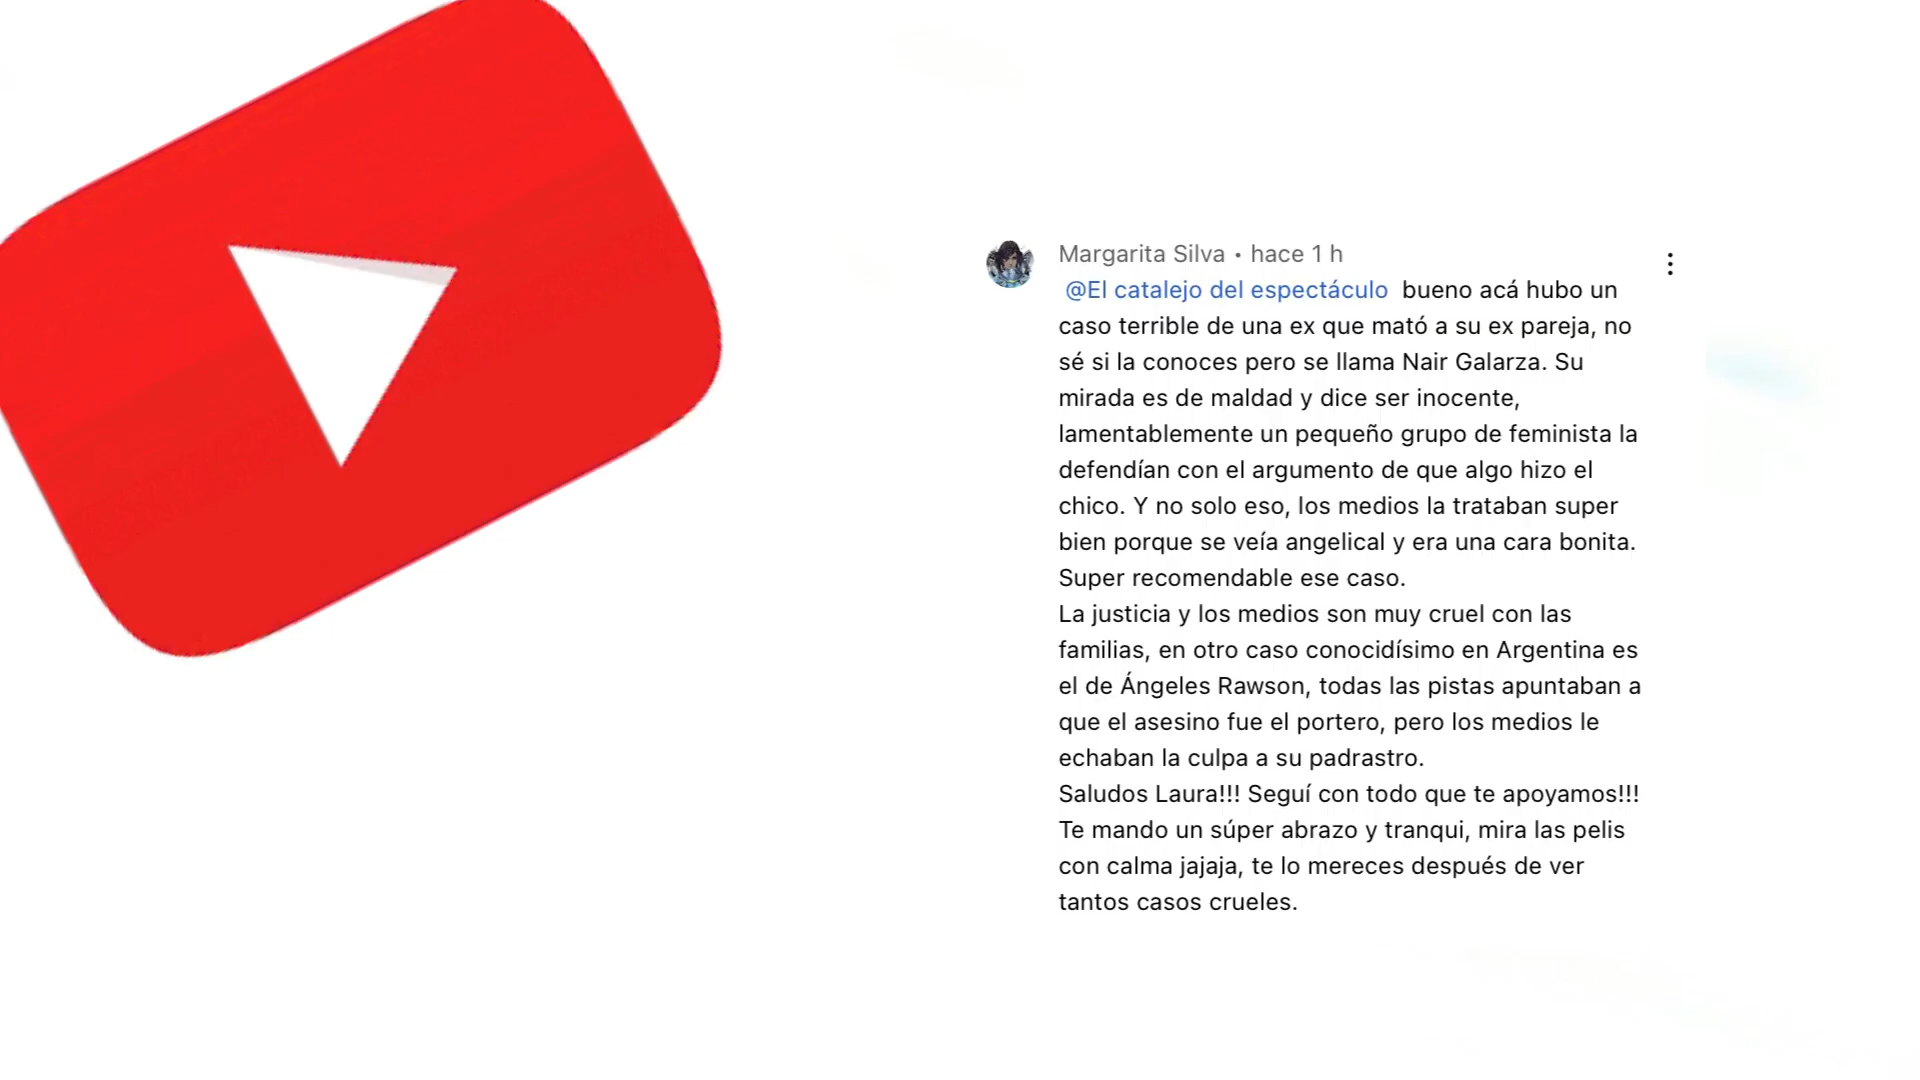 Margarita Silva • hace 1 h
@El catalejo del espectáculo bueno acá hubo un
caso terrible de una ex que mató a su ex pareja, no
sé si la conoces pero se llama Nair Galarza. Su
mirada es de maldad y dice ser inocente,
lamentablemente un pequeño grupo de feminista la
defendían con el argumento de que algo hizo el
chico. Y no solo eso, los medios la trataban super
bien porque se veía angelical y era una cara bonita.
Super recomendable ese caso.
La justicia y los medios son muy cruel con las
familias, en otro caso conocidísimo en Argentina es
el de Ángeles Rawson, todas las pistas apuntaban a
que el asesino fue el portero, pero los medios le
echaban la culpa a su padrastro.
Saludos Laura!!! Seguí con todo que te apoyamos!!!
Te mando un súper abrazo y tranqui, mira las pelis
con calma jajaja, te lo mereces después de ver
tantos casos crueles.